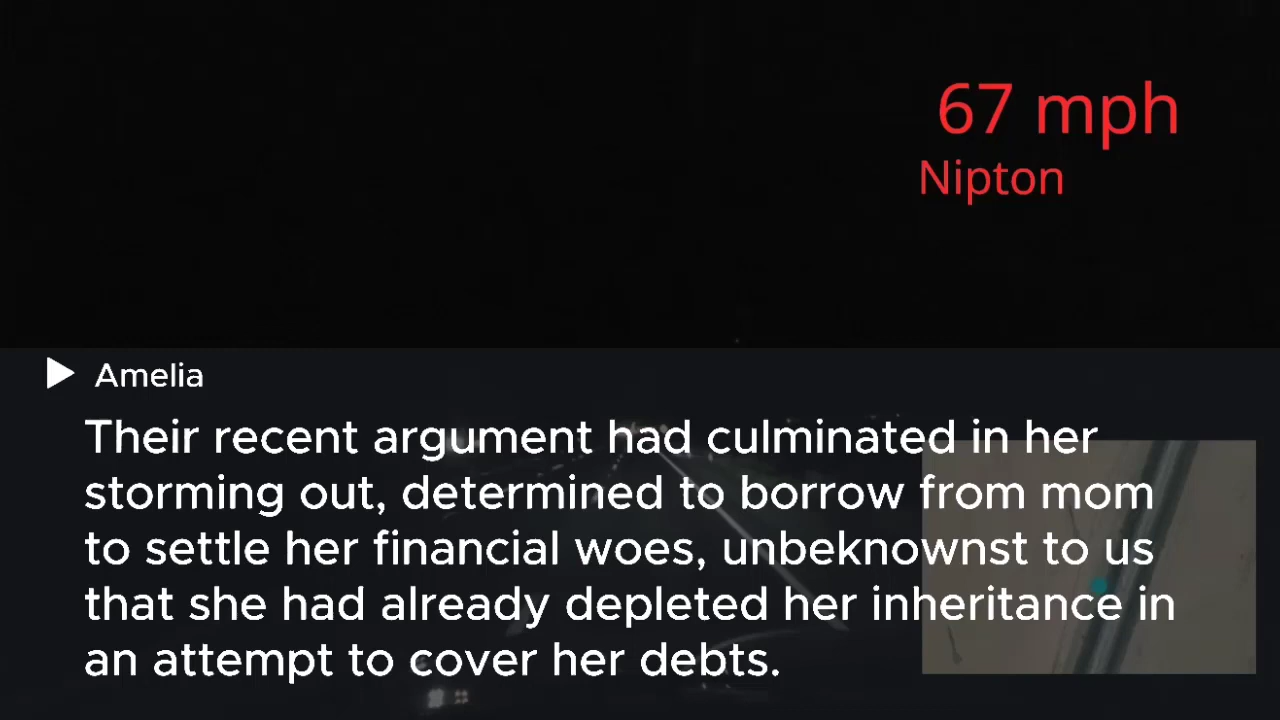 67 mph
Nipton
Amelia
Their recent argument had culminated in her
storming out, determined to borrow from mom
to settle her financial woes, unbeknownst to us
that she had already depleted her inheritance in
an attempt to cover her debts.